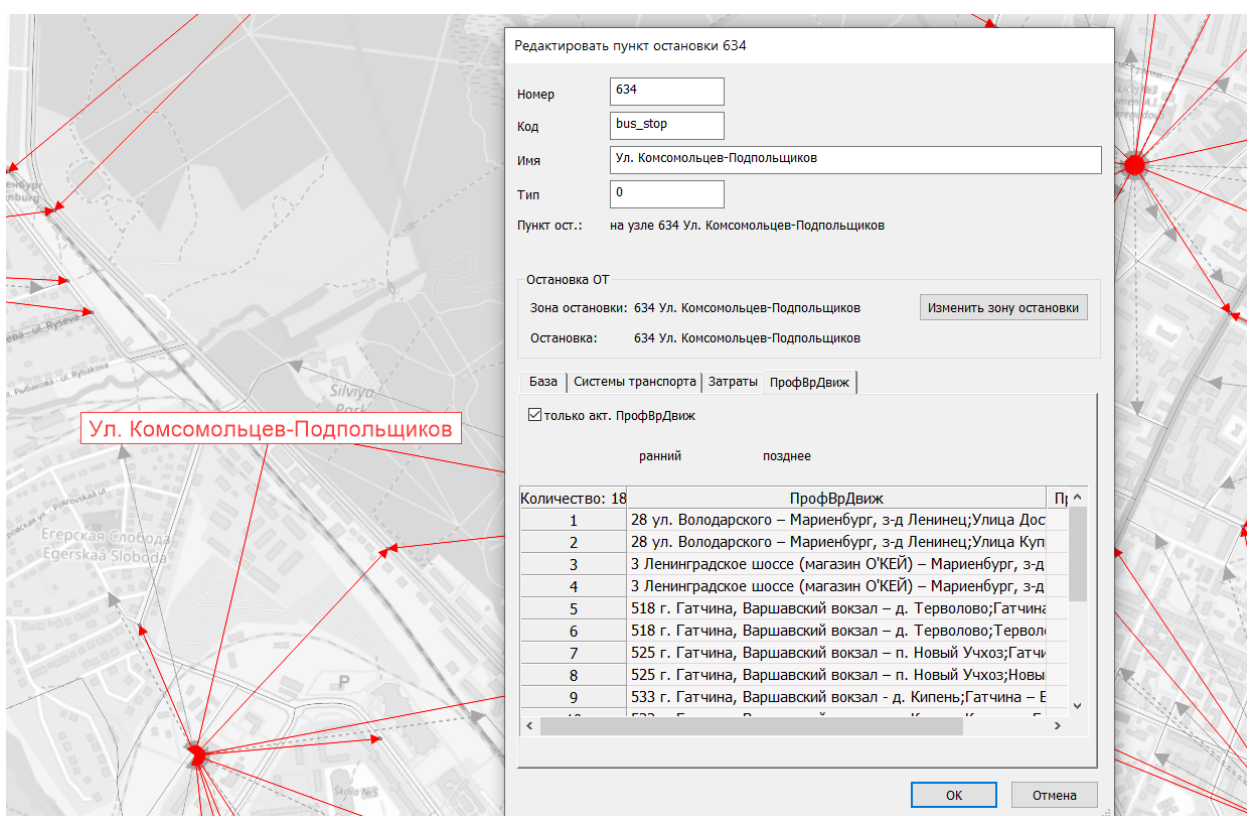 Редактировать пункт остановки 634
Номер 634
Код bus_stop
Имя Ул. Комсомольцев-Подпольщиков
Тип 0
Пункт ост.: на узле 634 Ул. Комсомольцев-Подпольщиков
Остановка ОТ
Зона остановки: 634 Ул. Комсомольцев-Подпольщиков Изменить зону остановки
Остановка: 634 Ул. Комсомольцев-Подпольщиков
База Системы транспорта Затраты ПрофВрДвиж
только акт. ПрофВрДвиж
ранний позднее
Количество: 18 ПрофВрДвиж
1 28 ул. Володарского – Мариенбург, з-д Ленинец;Улица Дос
2 28 ул. Володарского – Мариенбург, з-д Ленинец;Улица Куп
3 3 Ленинградское шоссе (магазин О'КЕЙ) – Мариенбург, з-д
4 3 Ленинградское шоссе (магазин О'КЕЙ) – Мариенбург, з-д
5 518 г. Гатчина, Варшавский вокзал – д. Терволово;Гатчина
6 518 г. Гатчина, Варшавский вокзал – д. Терволово;Терволо
7 525 г. Гатчина, Варшавский вокзал – п. Новый Учхоз;Гатчи
8 525 г. Гатчина, Варшавский вокзал – п. Новый Учхоз;Новы
9 533 г. Гатчина, Варшавский вокзал - д. Кипень;Гатчина – Е
OK Отмена
Silviya
Park
Ул. Комсомольцев-Подпольщиков
Егерская Слобода
Egerskaâ Sloboda
P
Škola №5